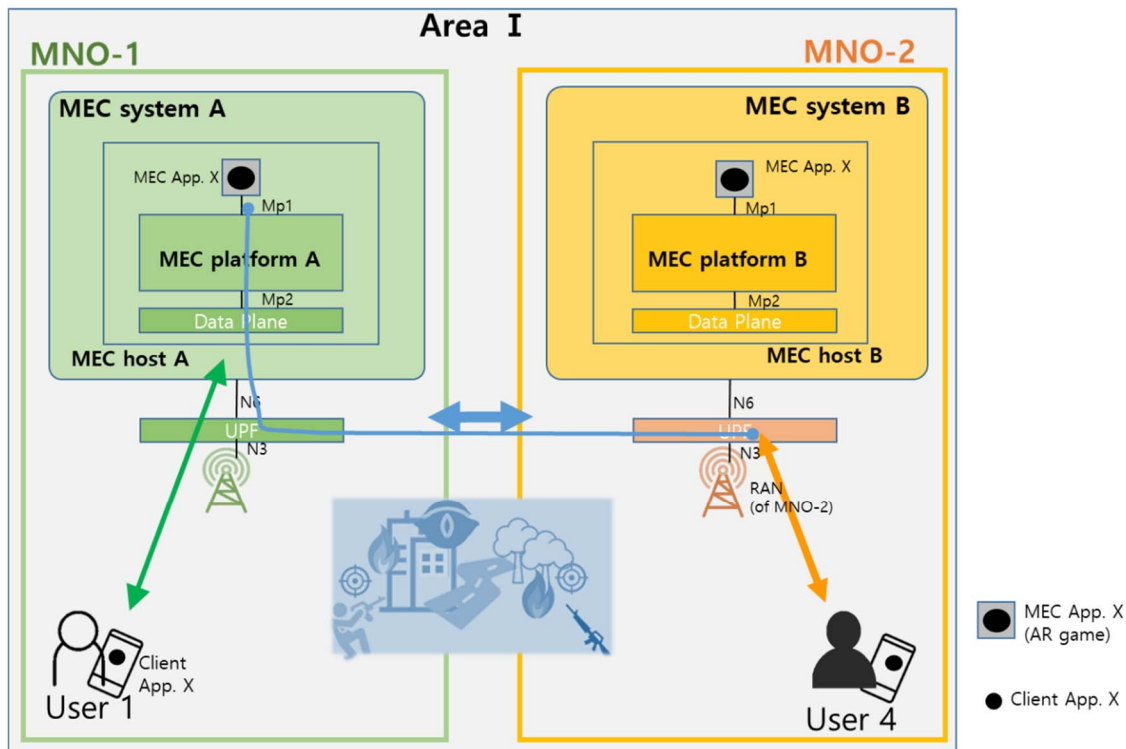 Area I
MNO-1
MNO-2
MEC system A
MEC App. X
Mp1
MEC platform A
Mp2
Data Plane
MEC host A
N6
UPF
N3
MEC system B
MEC App. X
Mp1
MEC platform B
Mp2
Data Plane
MEC host B
N6
UPF
N3
RAN
(of MNO-2)
Client
App. X
User 1
User 4
MEC App. X
(AR game)
Client App. X